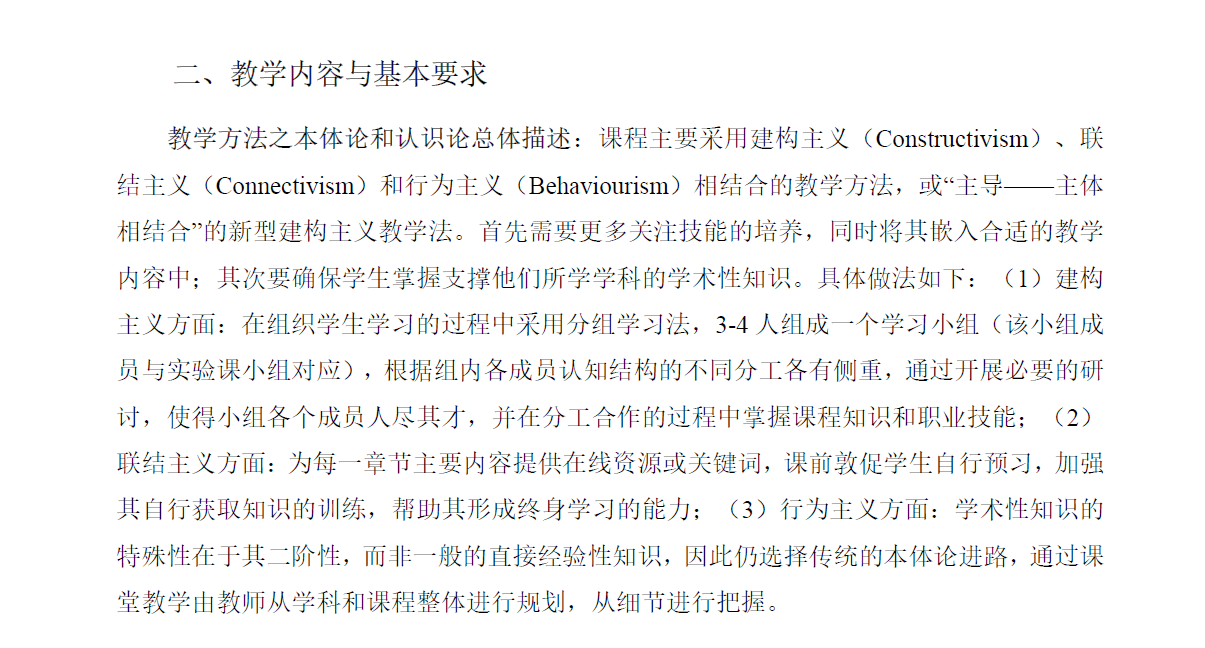 二、教学内容与基本要求
教学方法之本体论和认识论总体描述：课程主要采用建构主义（Constructivism）、联
结主义（Connectivism）和行为主义（Behaviourism）相结合的教学方法，或“主导——主体
相结合”的新型建构主义教学法。首先需要更多关注技能的培养，同时将其嵌入合适的教学
内容中；其次要确保学生掌握支撑他们所学学科的学术性知识。具体做法如下：（1）建构
主义方面：在组织学生学习的过程中采用分组学习法，3-4 人组成一个学习小组（该小组成
员与实验课小组对应），根据组内各成员认知结构的不同分工各有侧重，通过开展必要的研
讨，使得小组各个成员人尽其才，并在分工合作的过程中掌握课程知识和职业技能；（2）
联结主义方面：为每一章节主要内容提供在线资源或关键词，课前敦促学生自行预习，加强
其自行获取知识的训练，帮助其形成终身学习的能力；（3）行为主义方面：学术性知识的
特殊性在于其二阶性，而非一般的直接经验性知识，因此仍选择传统的本体论进路，通过课
堂教学由教师从学科和课程整体进行规划，从细节进行把握。